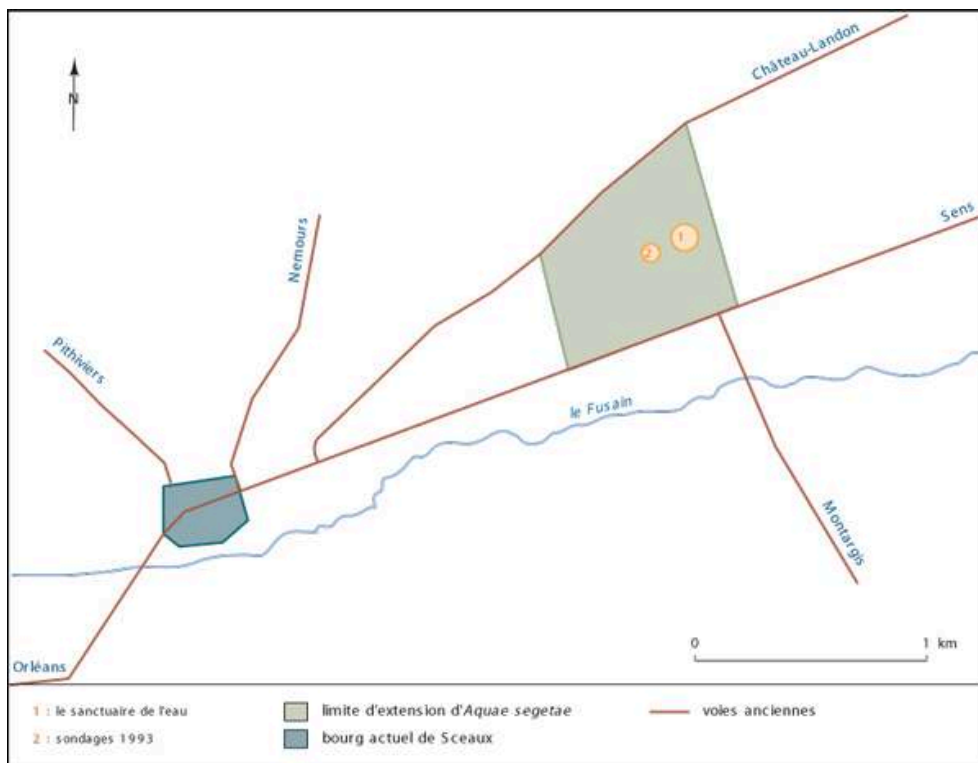 Château-Landon
N
Sens
Nemours
1
2
Pithiviers
le Fusain
Montargis
0 1 km
Orléans
1 : le sanctuaire de l'eau
limite d'extension d'Aquae segetae
voies anciennes
2 : sondages 1993
bourg actuel de Sceaux